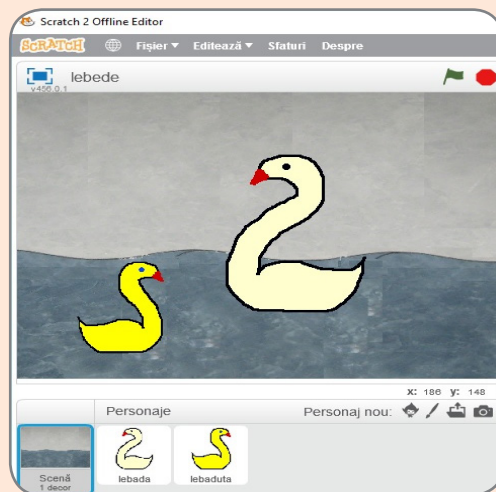 Scratch 2 Offline Editor
SCRATCH Fișier Editează Sfaturi Despre
lebede
v456.0.1
x: 186 y: 148
Personaje Personaj nou:
Scenă
1 decor
lebada
lebaduta